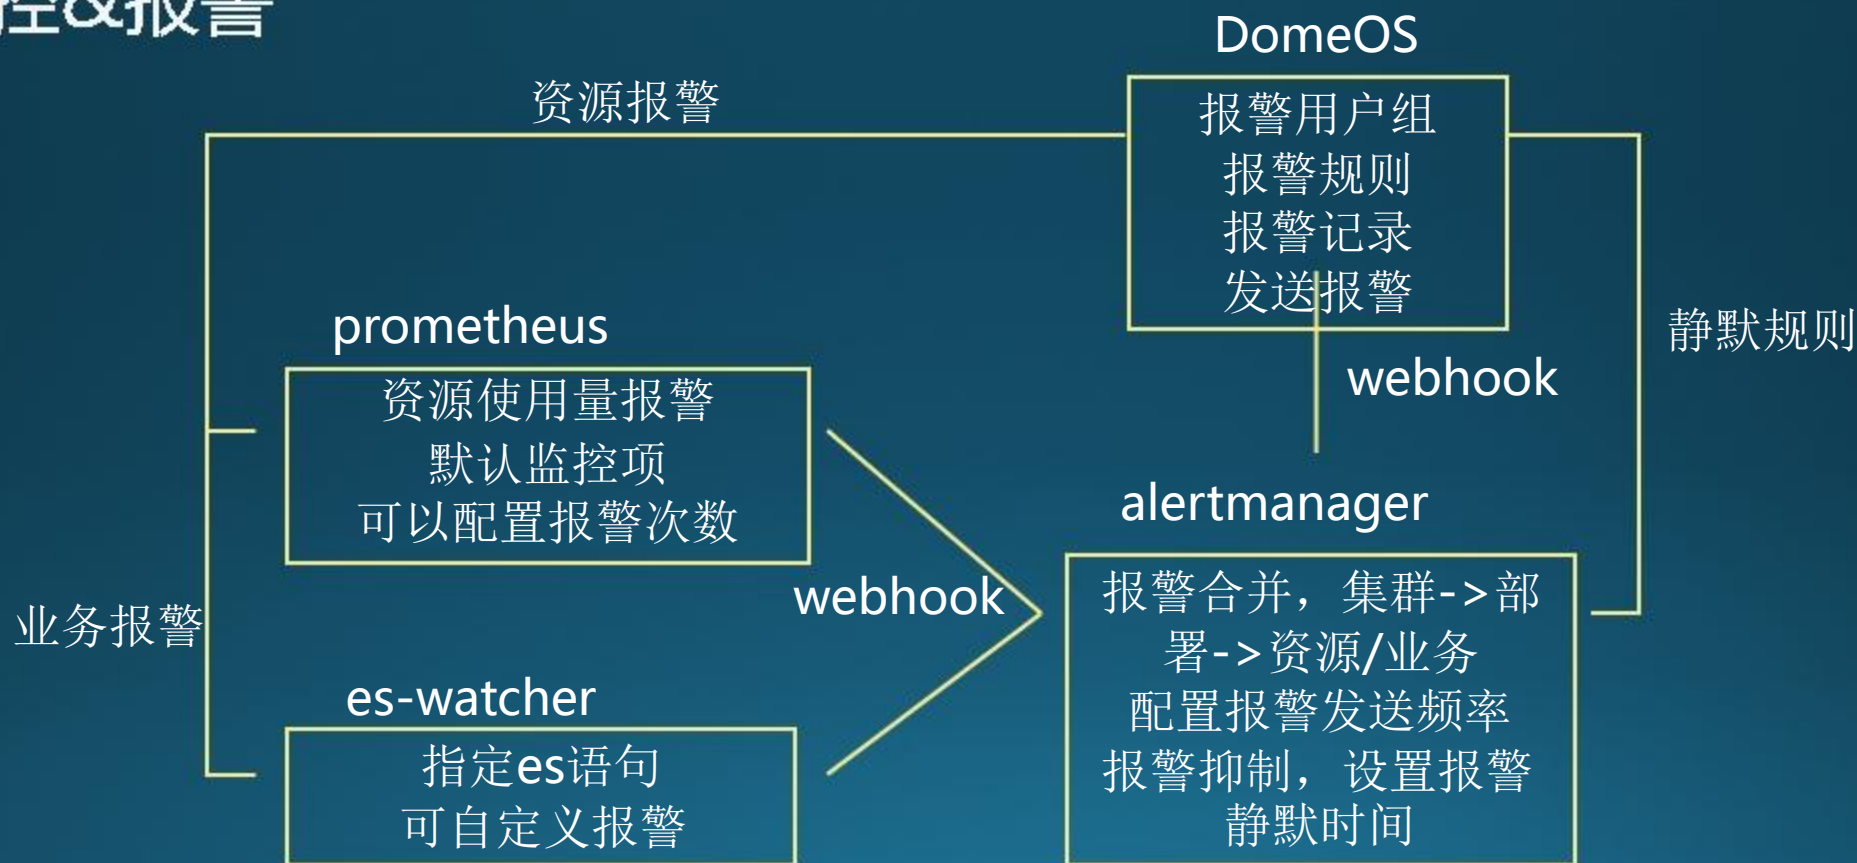 控&报警
DomeOS
资源报警
报警用户组
报警规则
报警记录
发送报警
静默规则
prometheus
资源使用量报警
默认监控项
可以配置报警次数
webhook
alertmanager
webhook
业务报警
报警合并，集群->部
署->资源/业务
配置报警发送频率
报警抑制，设置报警
静默时间
es-watcher
指定es语句
可自定义报警